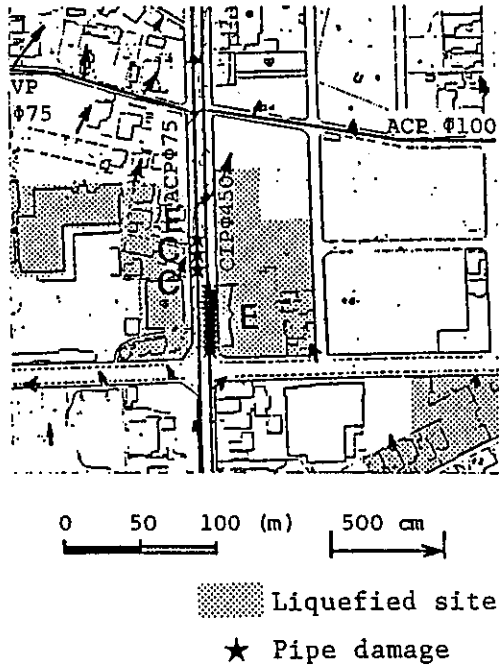 VP
Φ75
ACPΦ75
CIPΦ450
ACP Φ100
E
0 50 100 (m) 500 cm
Liquefied site
Pipe damage